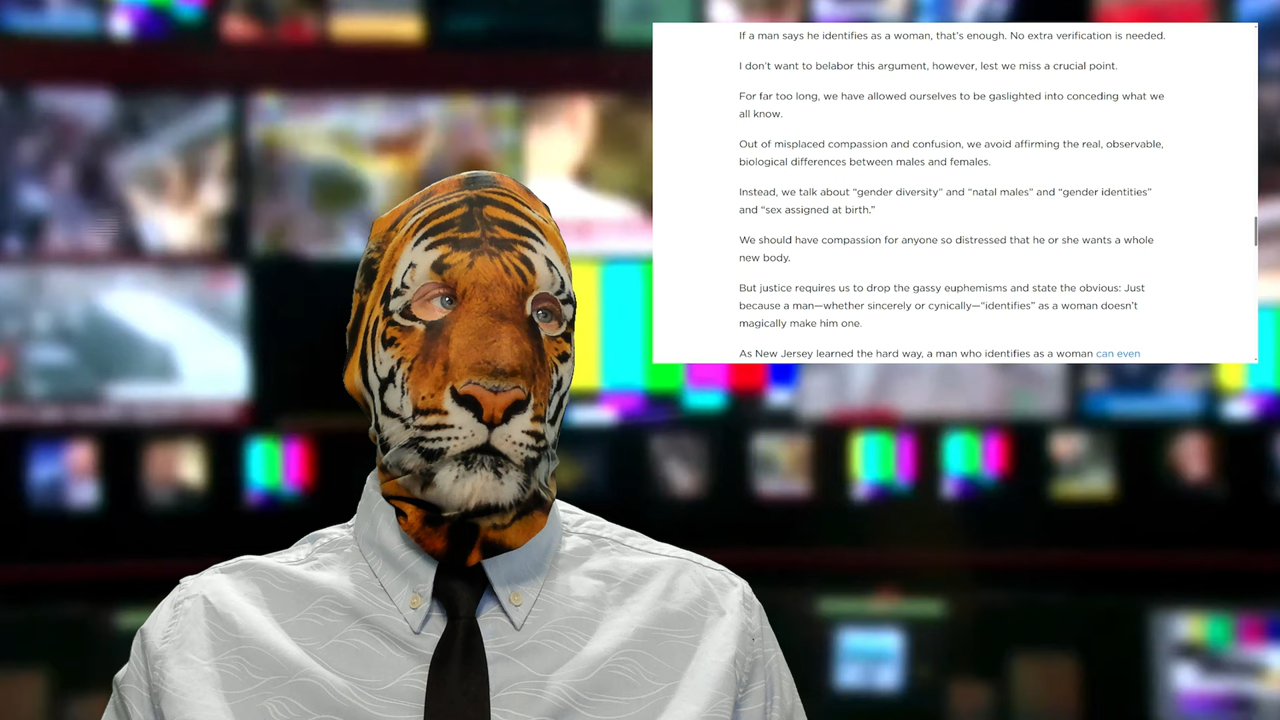 If a man says he identifies as a woman, that’s enough. No extra verification is needed.
I don’t want to belabor this argument, however, lest we miss a crucial point.
For far too long, we have allowed ourselves to be gaslighted into conceding what we
all know.
Out of misplaced compassion and confusion, we avoid affirming the real, observable,
biological differences between males and females.
Instead, we talk about “gender diversity” and “natal males” and “gender identities”
and “sex assigned at birth.”
We should have compassion for anyone so distressed that he or she wants a whole
new body.
But justice requires us to drop the gassy euphemisms and state the obvious: Just
because a man—whether sincerely or cynically—“identifies” as a woman doesn’t
magically make him one.
As New Jersey learned the hard way, a man who identifies as a woman can even